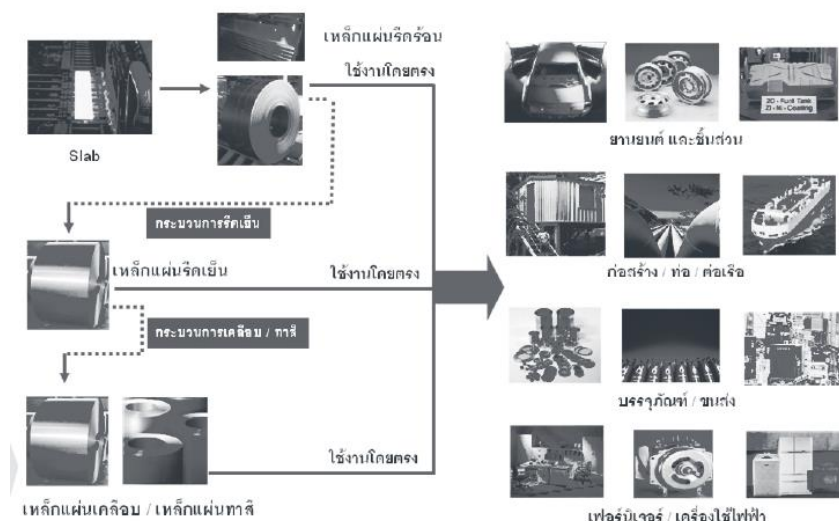 เหล็กแผ่นรีดร้อน
ใช้งานโดยตรง
Slab
กระบวนการรีดเย็น
เหล็กแผ่นรีดเย็น
ใช้งานโดยตรง
กระบวนการเคลือบ / ทาสี
ใช้งานโดยตรง
เหล็กแผ่นเคลือบ / เหล็กแผ่นทาสี
2D - Fuel Tank
Zi - Ni - Coating
ยานยนต์ และชิ้นส่วน
ก่อสร้าง / ท่อ / ต่อเรือ
บรรจุภัณฑ์ / ขนส่ง
เฟอร์นิเจอร์ / เครื่องใช้ไฟฟ้า